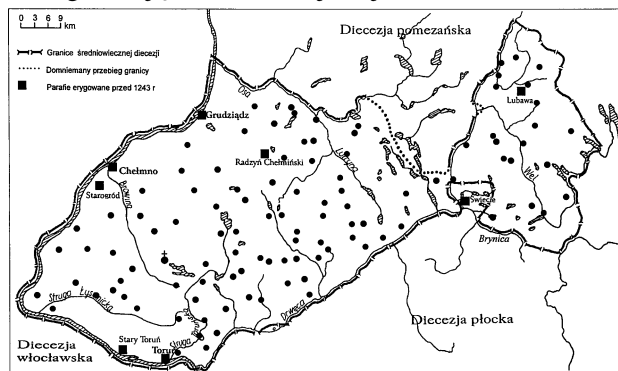 0 3 6 9
km
Granice średniowiecznej diecezji
Domniemany przebieg granicy
Parafie erygowane przed 1243 r
Diecezja pomezańska
Osa
Lubawa
Grudziądz
Radzyń Chełmiński
Lutryna
Chełmno
Starogród
Wel
Świecie
Brynica
Struga Łysomicka
Drwęca
Struga
Diecezja płocka
Diecezja
włocławska
Stary Toruń
Toruń